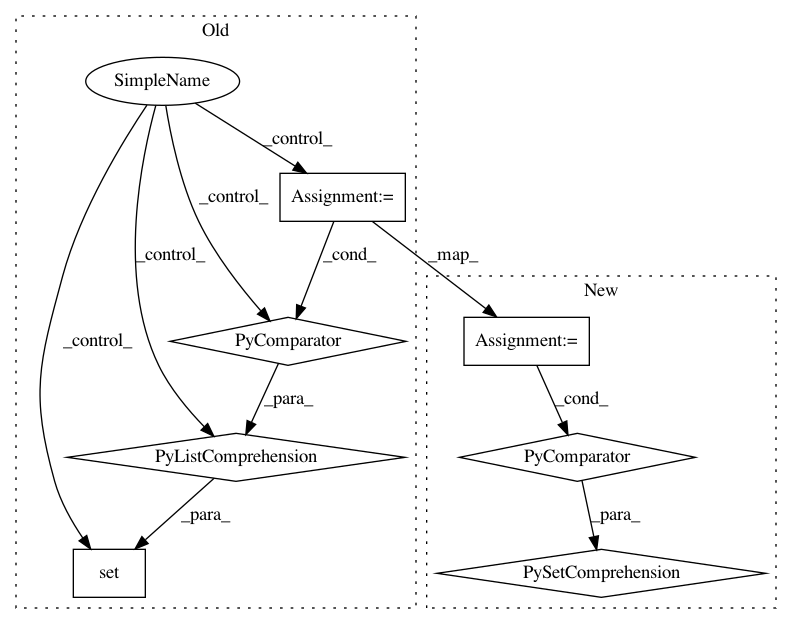 Old
SimpleName
_control_
Assignment:=
_control_
_control_
_cond_
_map_
New
_control_
PyComparator
Assignment:=
_para_
_cond_
PyListComprehension
PyComparator
_para_
_para_
set
PySetComprehension